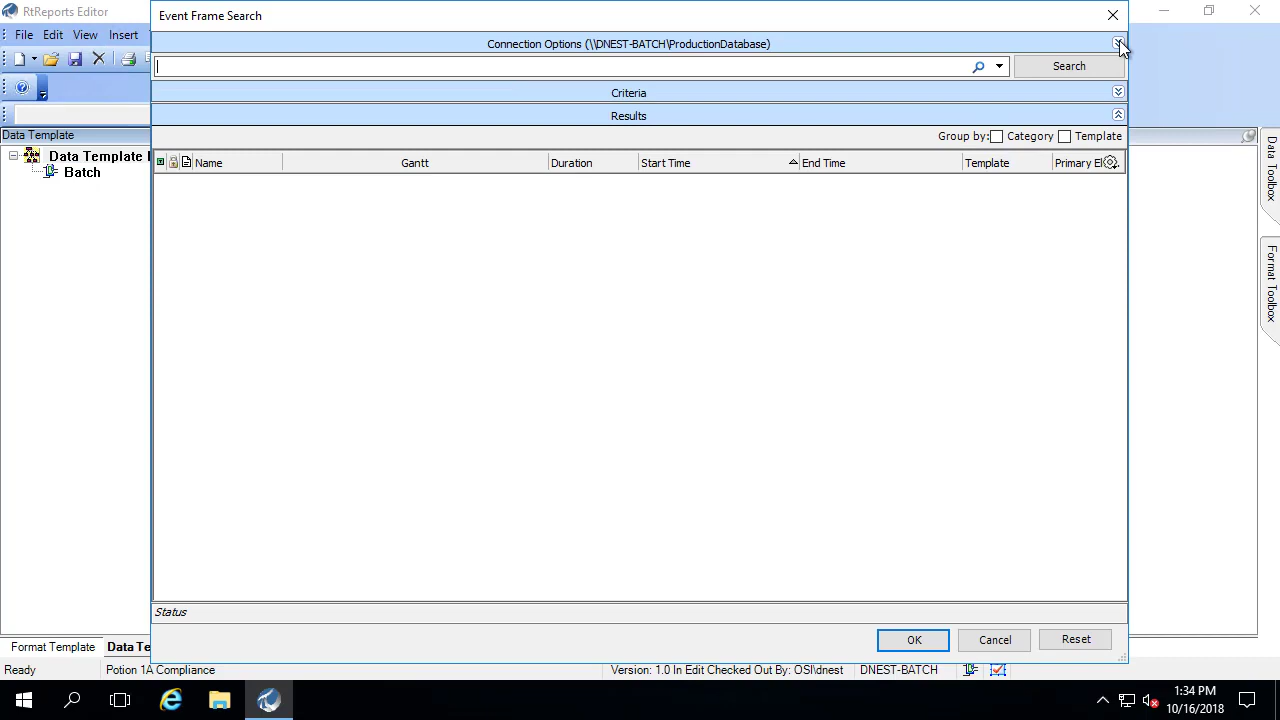 RtReports Editor
Event Frame Search
File Edit View Insert
Connection Options (\\DNEST-BATCH\ProductionDatabase)
Search
Criteria
Results
Data Template
Group by: Category Template
Data Template
Batch
Name Gantt Duration Start Time End Time Template Primary El
Data Toolbox
Format Toolbox
Status
OK Cancel Reset
Format Template Data Te
Ready Potion 1A Compliance Version: 1.0 In Edit Checked Out By: OSI\dnest DNEST-BATCH
1:34 PM
10/16/2018